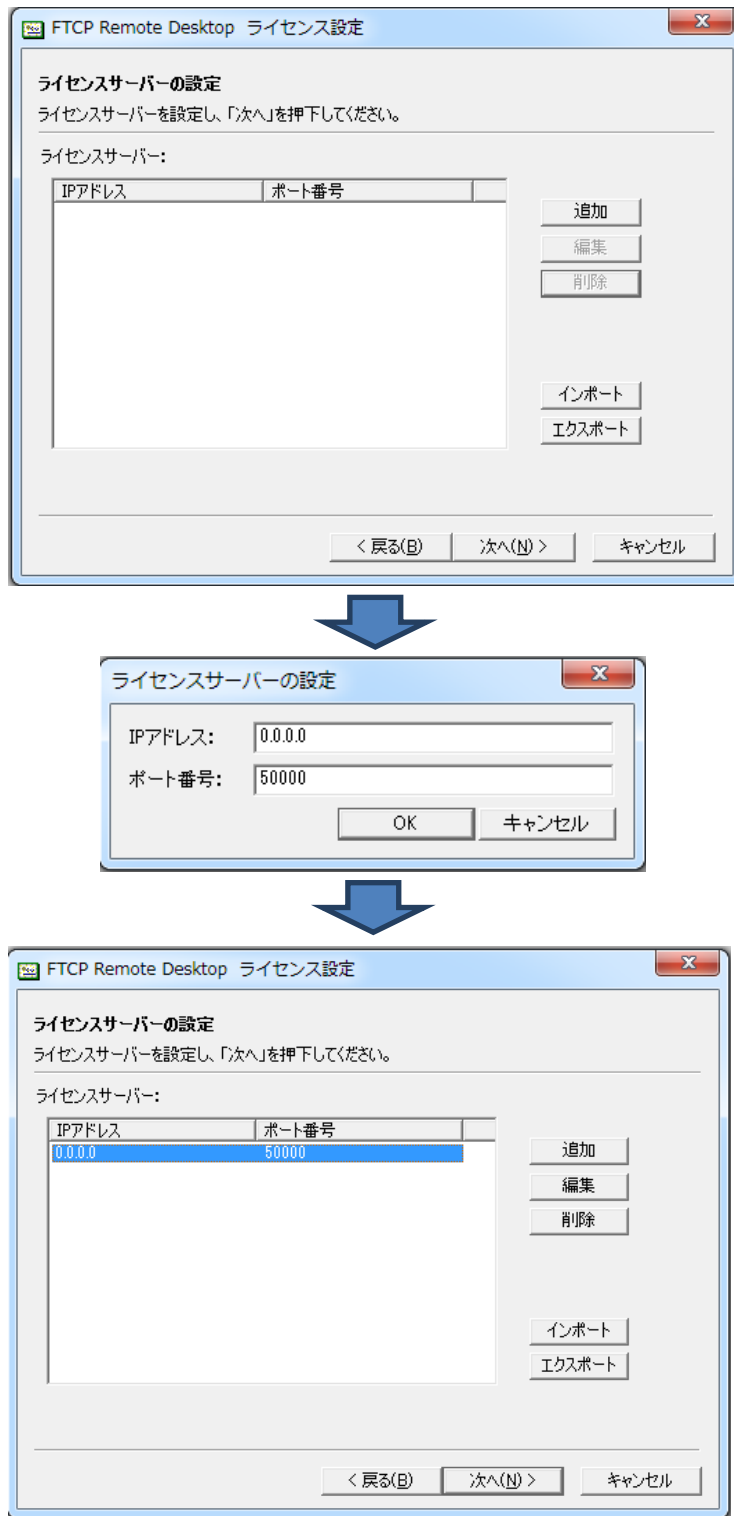 FTCP Remote Desktop ライセンス設定
ライセンスサーバーの設定
ライセンスサーバーを設定し、「次へ」を押下してください。
ライセンスサーバー:
IPアドレス ポート番号
追加
編集
削除
インポート
エクスポート
< 戻る(B) 次へ(N) > キャンセル
ライセンスサーバーの設定
IPアドレス: 0.0.0.0
ポート番号: 50000
OK キャンセル
FTCP Remote Desktop ライセンス設定
ライセンスサーバーの設定
ライセンスサーバーを設定し、「次へ」を押下してください。
ライセンスサーバー:
IPアドレス ポート番号
0.0.0.0 50000
追加
編集
削除
インポート
エクスポート
< 戻る(B) 次へ(N) > キャンセル